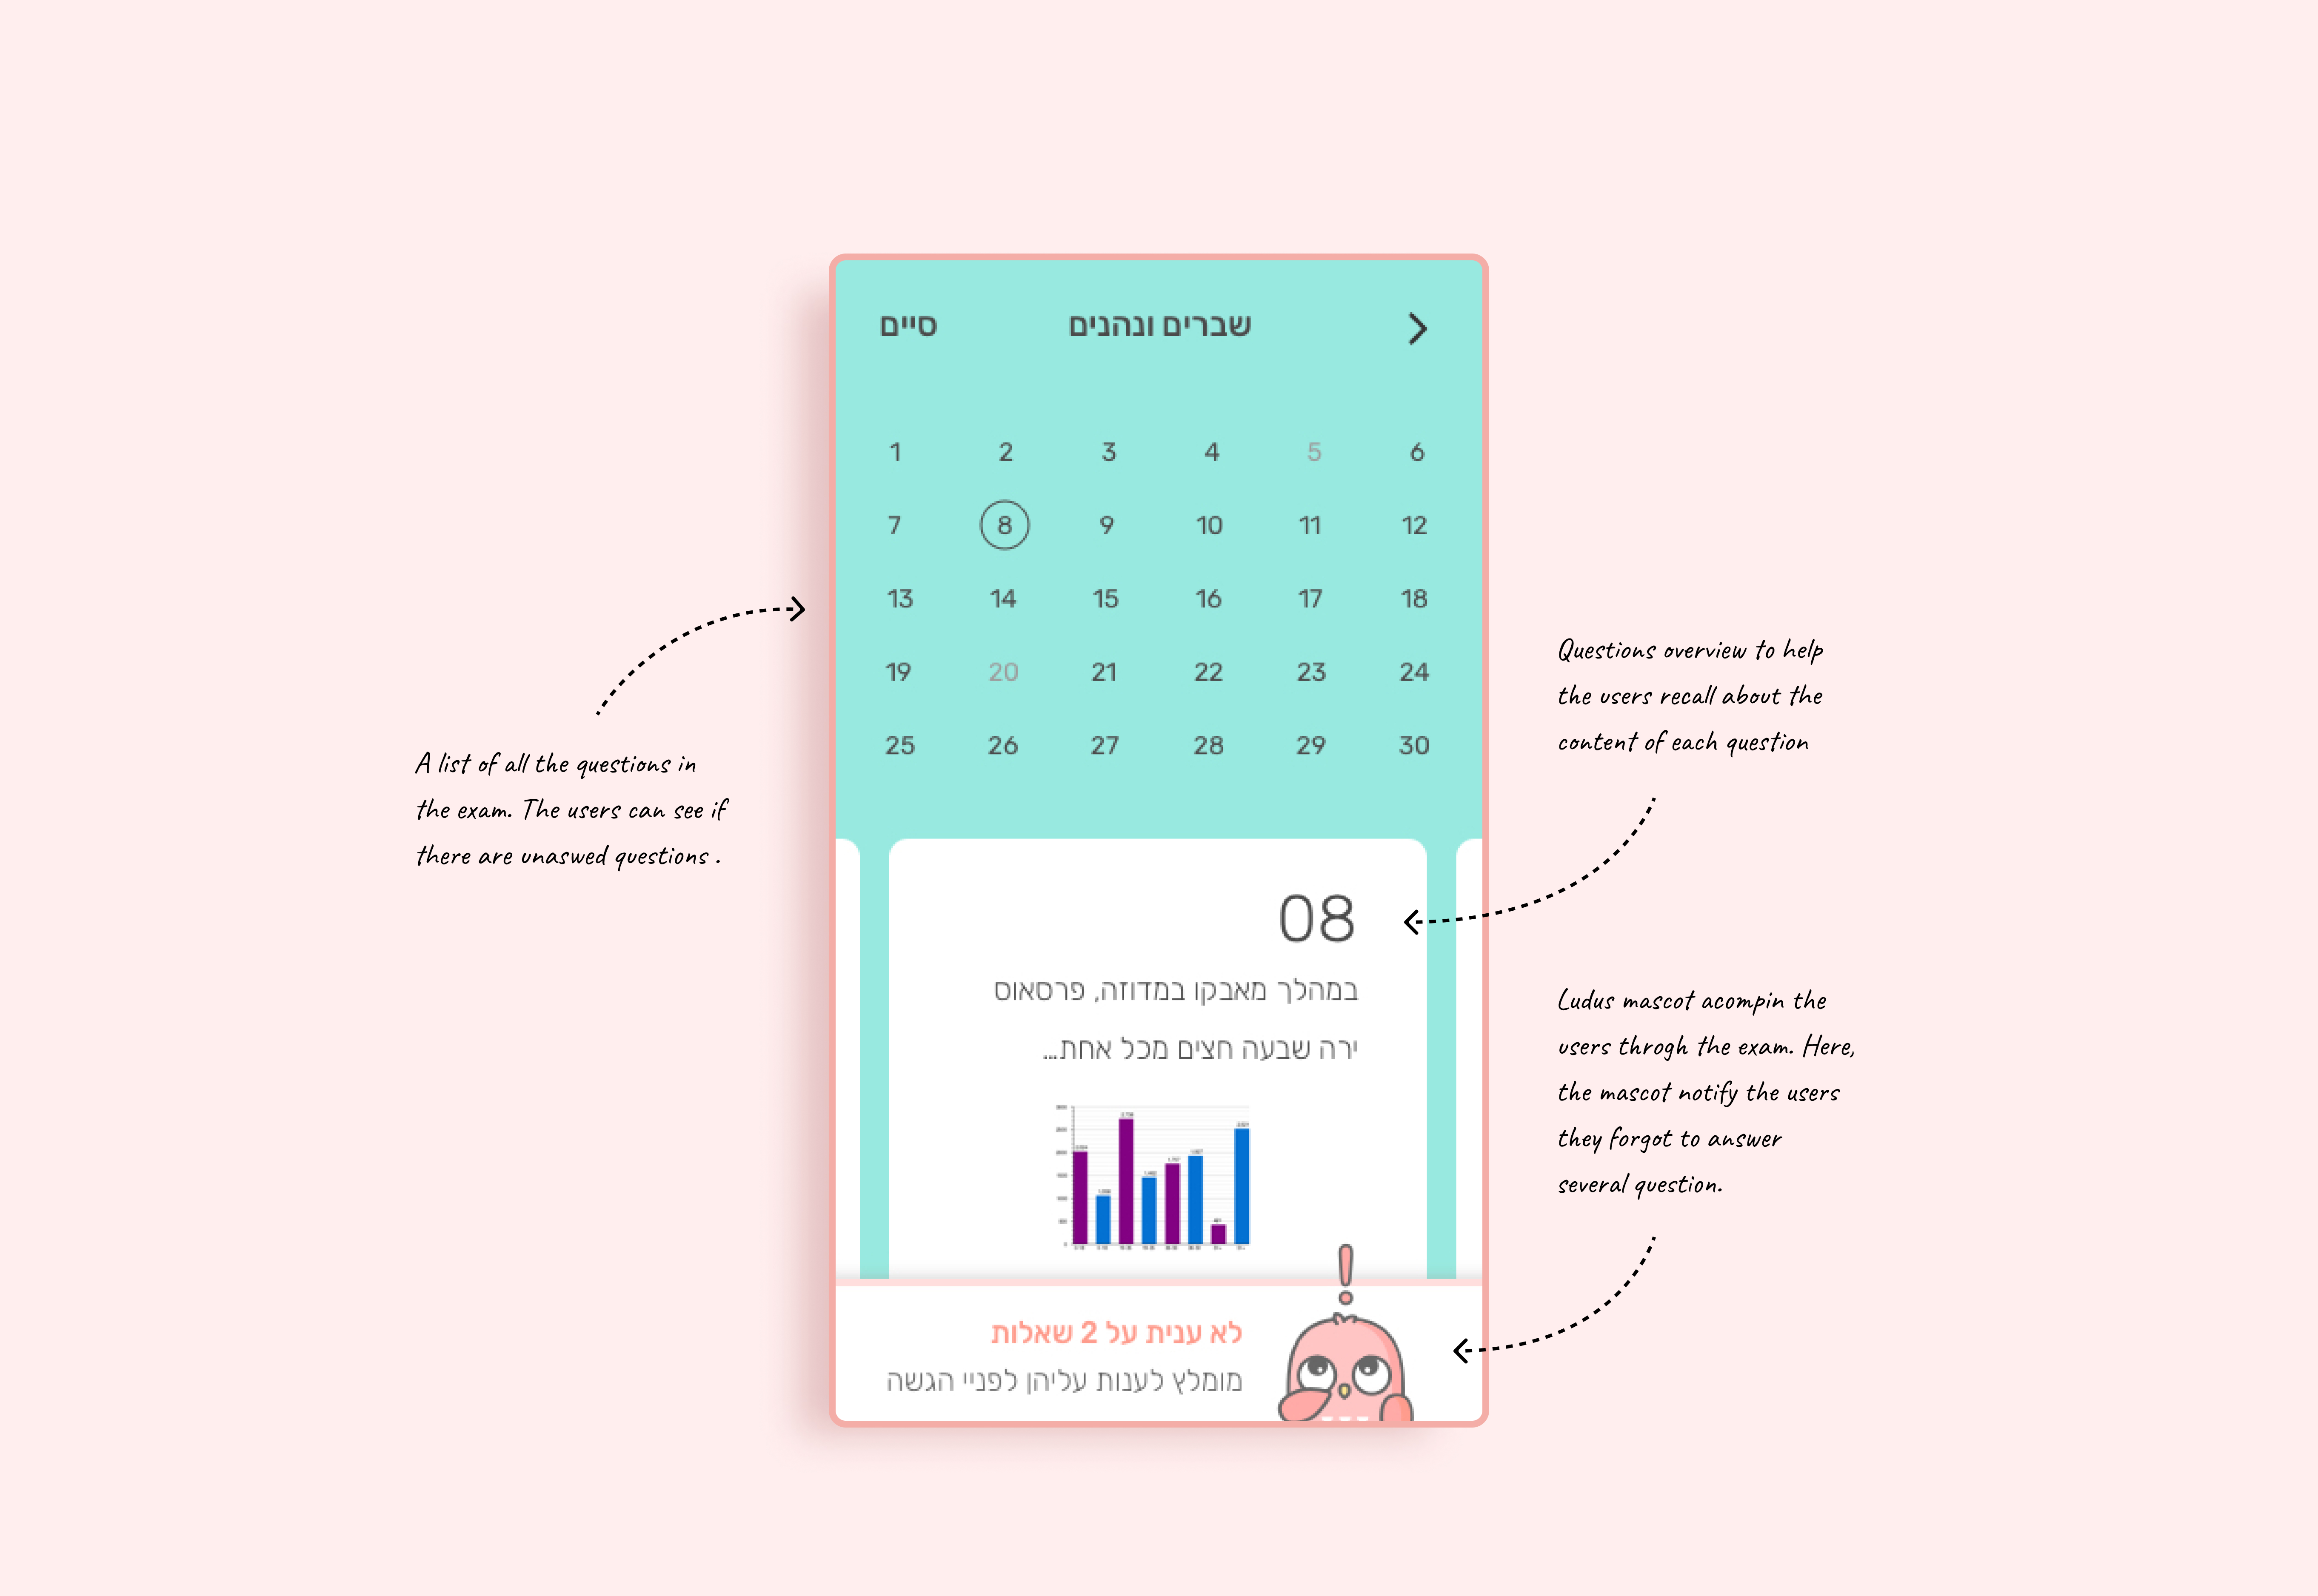 שברים ונהנים
סיים
1 2 3 4 5 6
7 8 9 10 11 12
13 14 15 16 17 18
19 20 21 22 23 24
25 26 27 28 29 30
08
במהלך מאבקו במדוזה, פרסאוס
ירה שבעה חצים מכל אחת...
לא ענית על 2 שאלות
מומלץ לענות עליהן לפניי הגשה
A list of all the questions in
the exam. The users can see if
there are unaswed questions .
Questions overview to help
the users recall about the
content of each question
Ludus mascot acompin the
users throgh the exam. Here,
the mascot notify the users
they forgot to answer
several question.